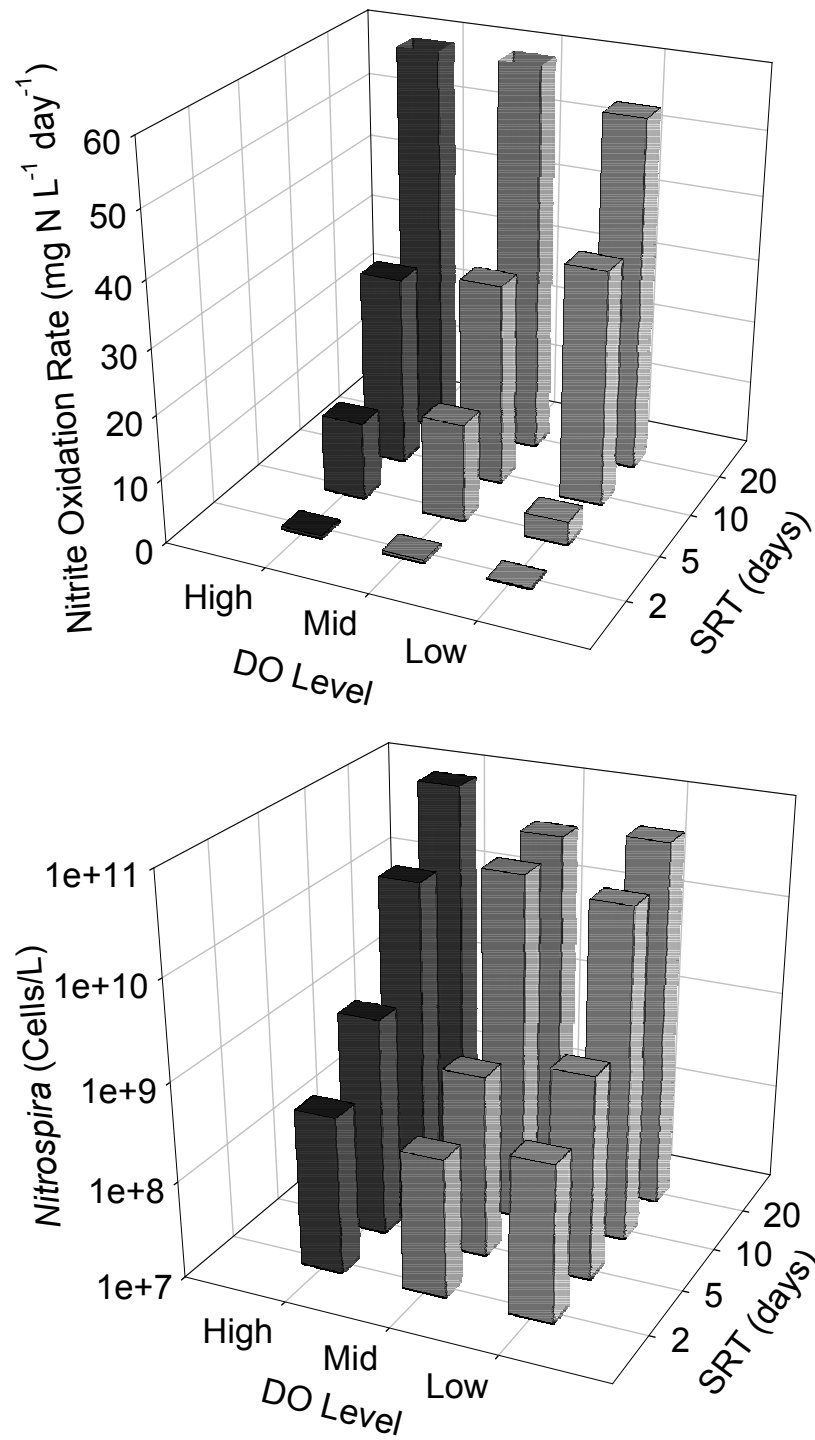 60
50
40
30
20
10
0
Nitrite Oxidation Rate (mg N L⁻¹ day⁻¹)
High
Mid
Low
DO Level
20
10
5
2
SRT (days)
1e+11
1e+10
1e+9
1e+8
1e+7
Nitrospira (Cells/L)
High
Mid
Low
DO Level
20
10
5
2
SRT (days)